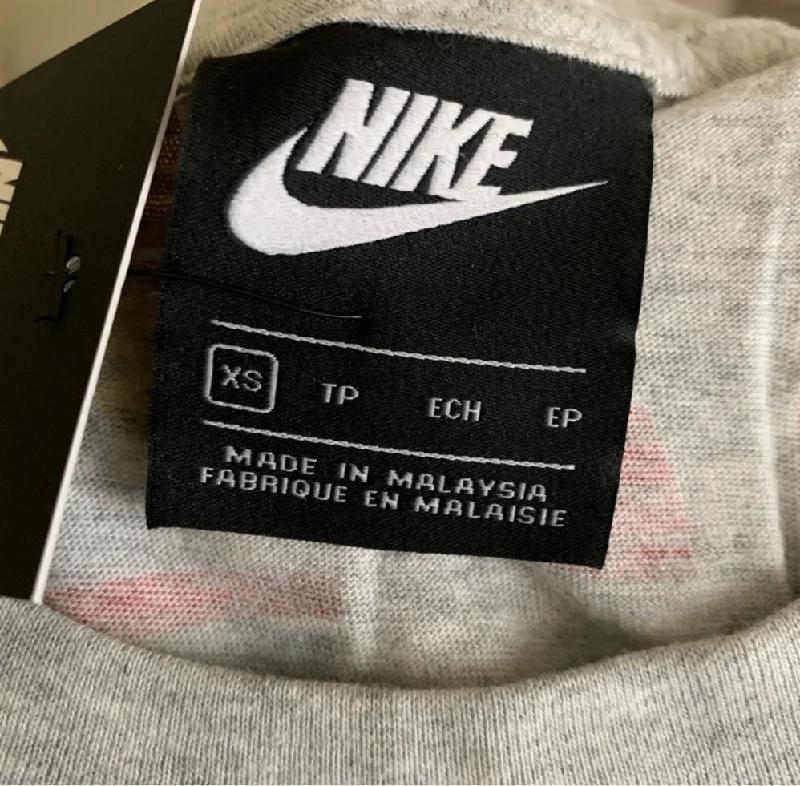 NIKE
XS TP ECH EP
MADE IN MALAYSIA
FABRIQUE EN MALAISIE